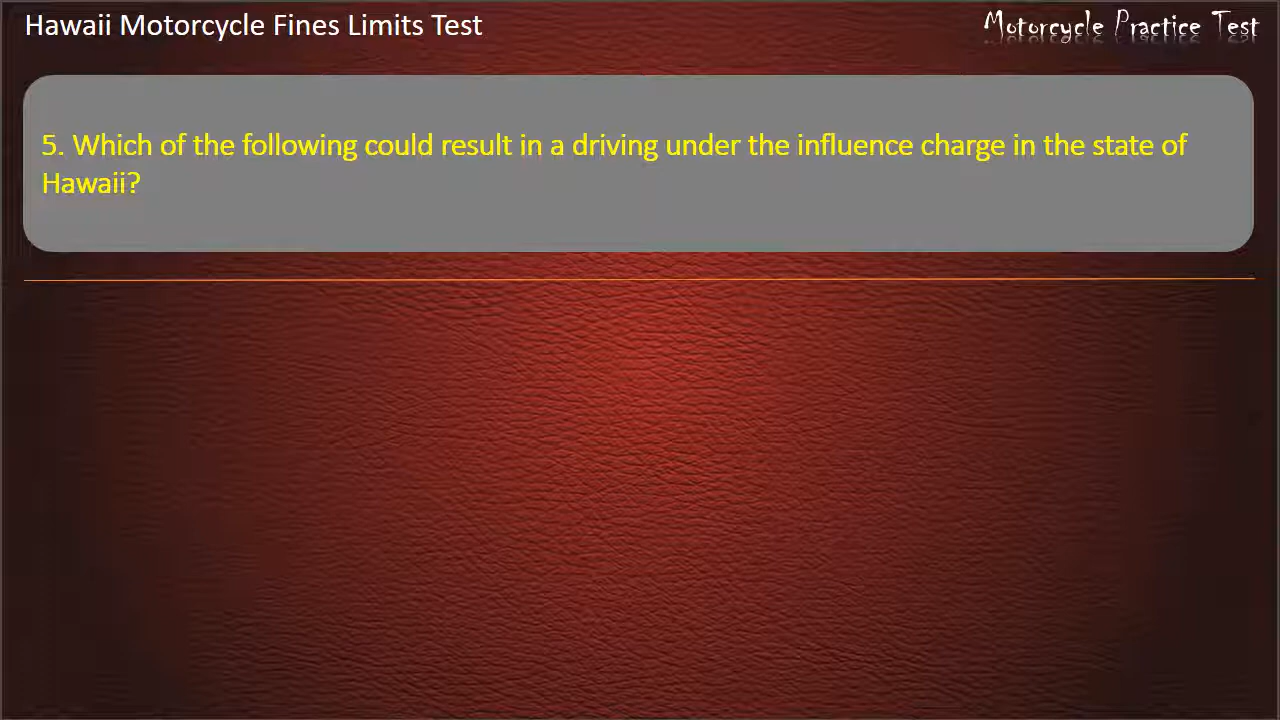 Hawaii Motorcycle Fines Limits Test
Motorcycle Practice Test
5. Which of the following could result in a driving under the influence charge in the state of
Hawaii?